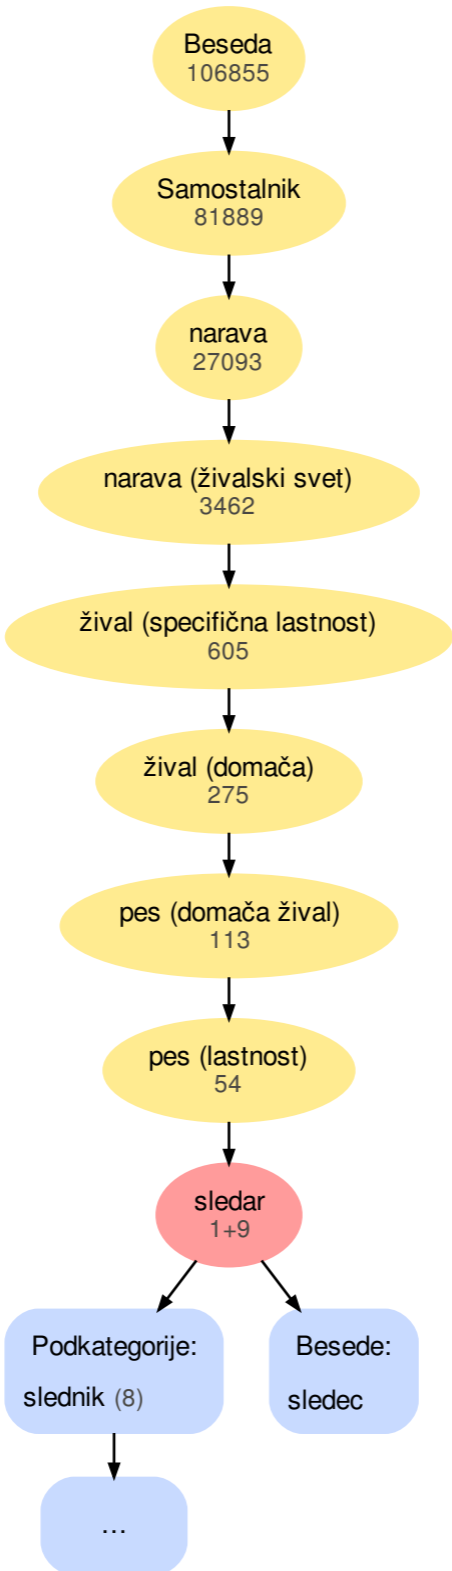 Beseda
106855
Samostalnik
81889
narava
27093
narava (živalski svet)
3462
žival (specifična lastnost)
605
žival (domača)
275
pes (domača žival)
113
pes (lastnost)
54
sledar
1+9
Podkategorije:
slednik (8)
Besede:
sledec
...